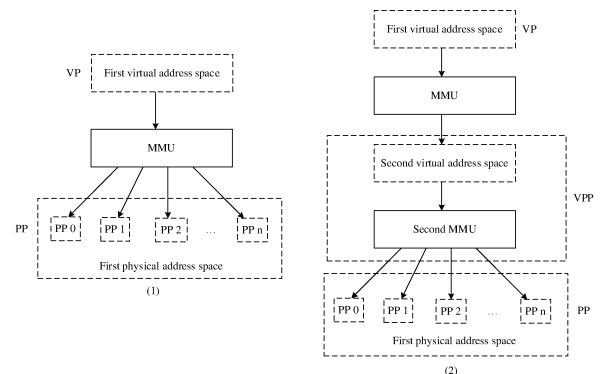 VP
First virtual address space
MMU
PP
PP 0
PP 1
PP 2
...
PP n
First physical address space
(1)
First virtual address space
VP
MMU
Second virtual address space
VPP
Second MMU
PP 0
PP 1
PP 2
...
PP n
PP
First physical address space
(2)